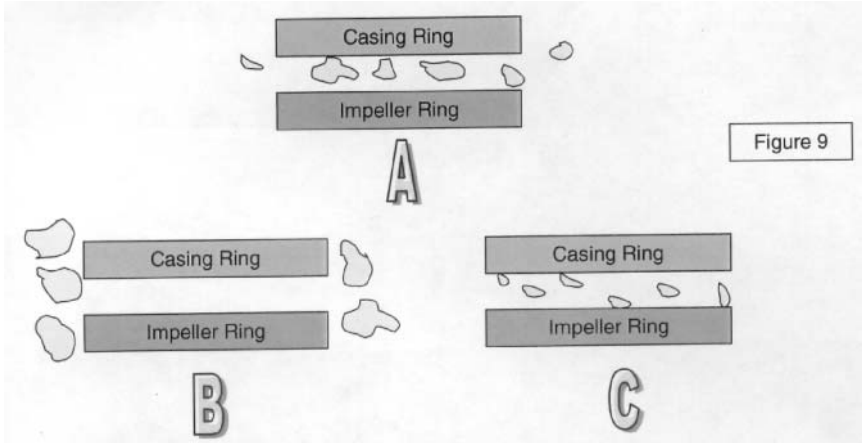 Casing Ring
Impeller Ring
A
Figure 9
Casing Ring
Impeller Ring
B
Casing Ring
Impeller Ring
C